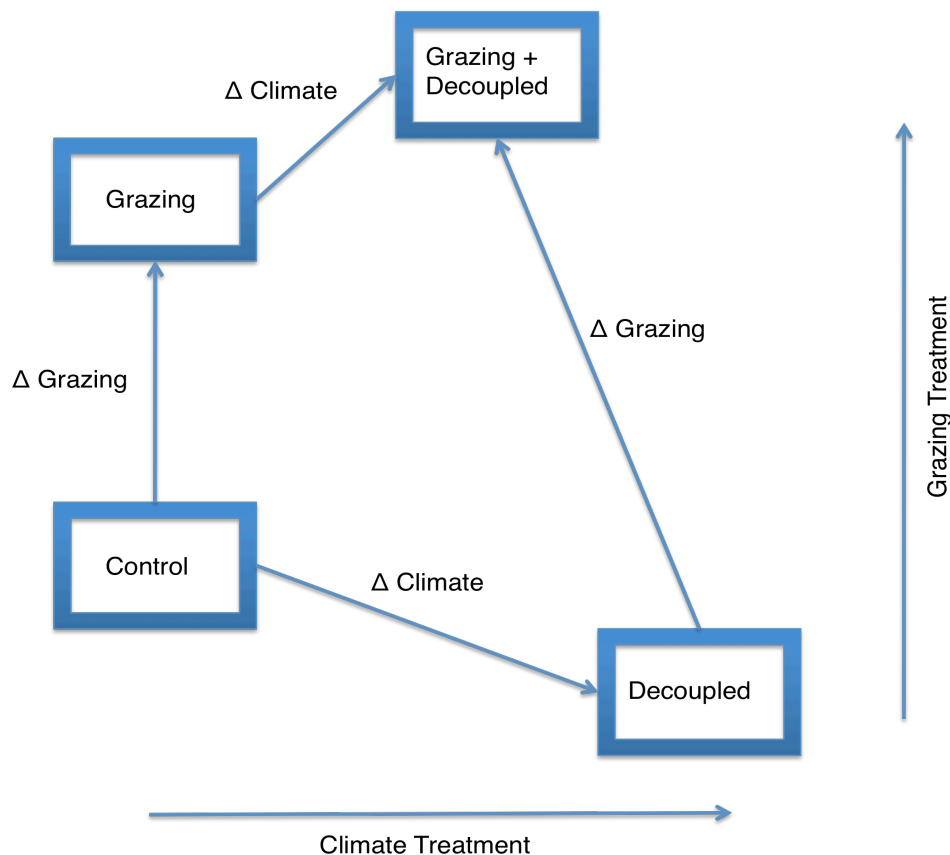 Grazing +
Decoupled
Δ Climate
Grazing
Δ Grazing
Δ Grazing
Grazing Treatment
Control
Δ Climate
Decoupled
Climate Treatment